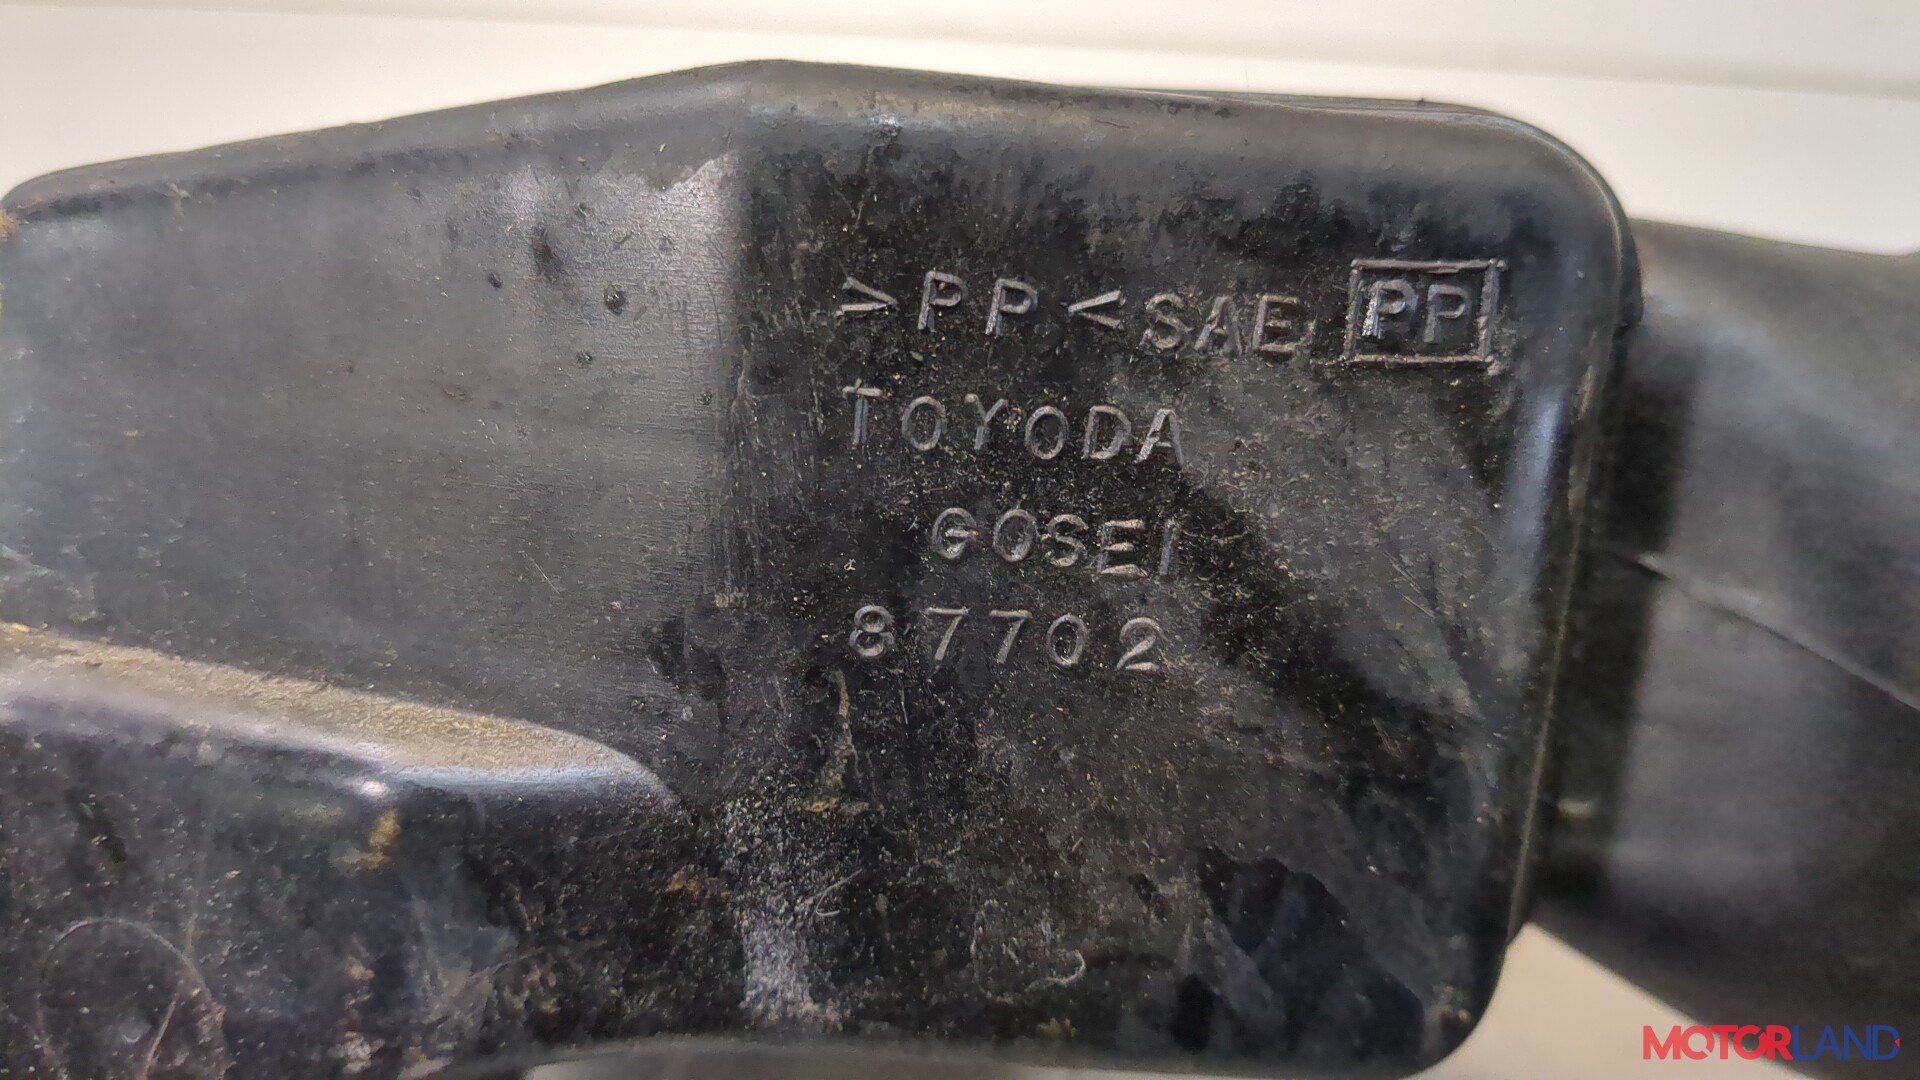 >PP< SAE PP
TOYODA
GOSEI
87702
MOTORLAND